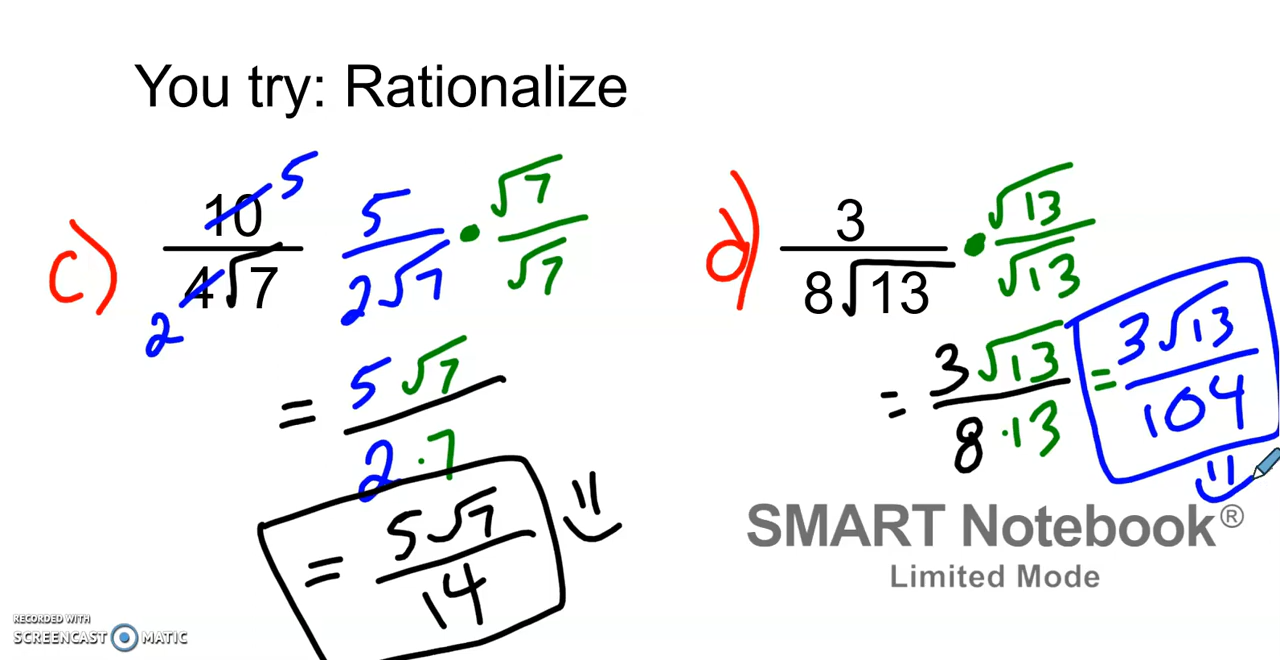 You try: Rationalize
c) 10/4√7 5 2 5/2√7 • √7/√7
= 5√7/2·7
= 5√7/14
d) 3/8√13 • √13/√13
= 3√13/8·13 = 3√13/104
SMART Notebook®
Limited Mode
RECORDED WITH
SCREENCAST MATIC